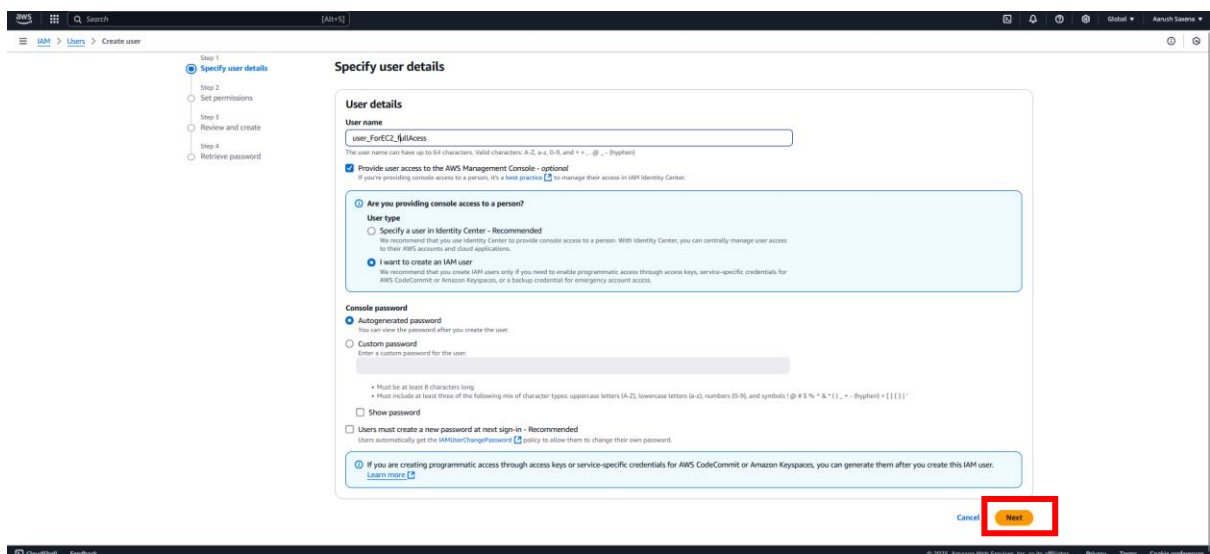 aws
Search
[Alt+S]
Global
Aarush Saxena
IAM > Users > Create user
Step 1
Specify user details
Step 2
Set permissions
Step 3
Review and create
Step 4
Retrieve password
Specify user details
User details
User name
user_ForEC2_fullAcess
The user name can have up to 64 characters. Valid characters: A-Z, a-z, 0-9, and + = , . @ _ - (hyphen)
Provide user access to the AWS Management Console - optional
If you're providing console access to a person, it's a best practice to manage their access in IAM Identity Center.
Are you providing console access to a person?
User type
Specify a user in Identity Center - Recommended
We recommend that you use Identity Center to provide console access to a person. With Identity Center, you can centrally manage user access
to their AWS accounts and cloud applications.
I want to create an IAM user
We recommend that you create IAM users only if you need to enable programmatic access through access keys, service-specific credentials for
AWS CodeCommit or Amazon Keyspaces, or a backup credential for emergency account access.
Console password
Autogenerated password
You can view the password after you create the user.
Custom password
Enter a custom password for the user.
• Must be at least 8 characters long
• Must include at least three of the following mix of character types: uppercase letters (A-Z), lowercase letters (a-z), numbers (0-9), and symbols ! @ # $ % ^ & * ( ) _ + - (hyphen) = [ ] { } | '
Show password
Users must create a new password at next sign-in - Recommended
Users automatically get the IAMUserChangePassword policy to allow them to change their own password.
If you are creating programmatic access through access keys or service-specific credentials for AWS CodeCommit or Amazon Keyspaces, you can generate them after you create this IAM user.
Learn more
Cancel
Next
CloudShell Feedback
© 2025, Amazon Web Services, Inc. or its affiliates. Privacy Terms Cookie preferences